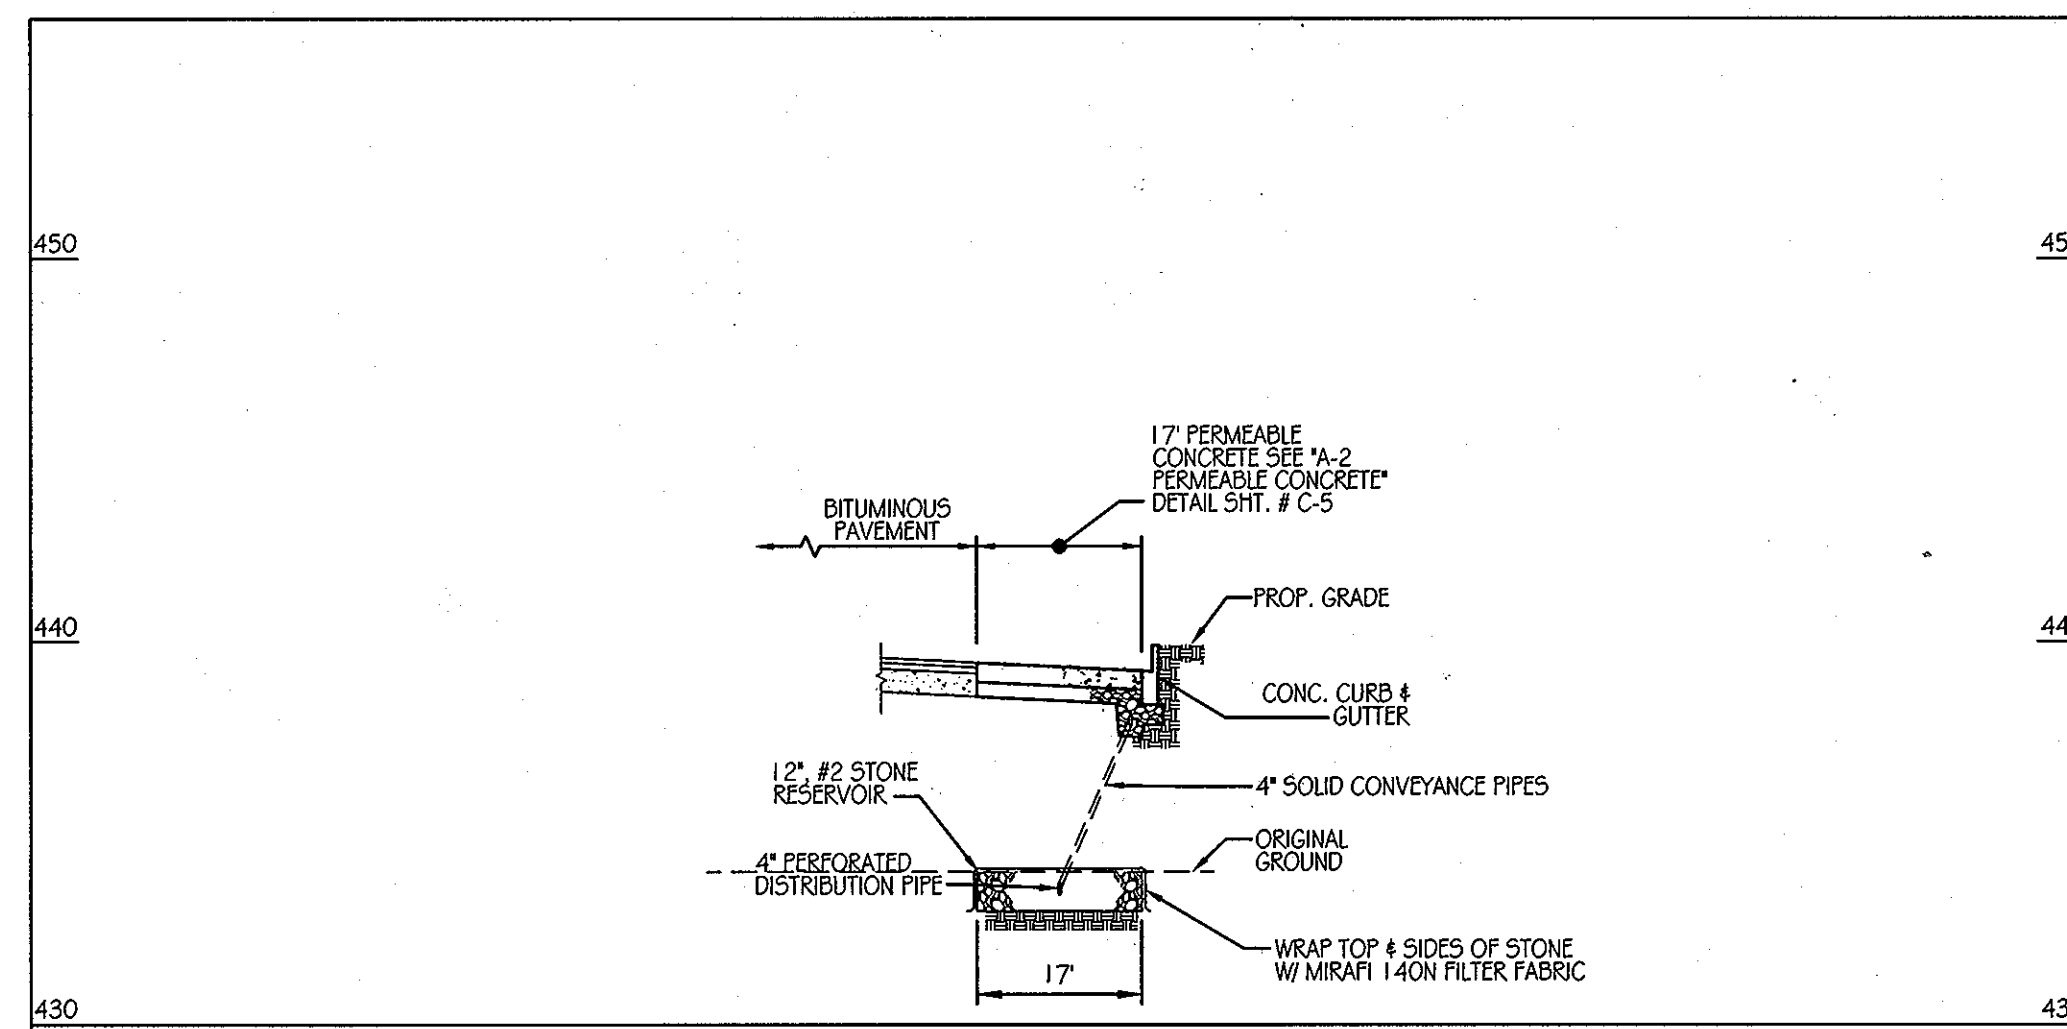 450
45
17' PERMEABLE
CONCRETE SEE "A-2
PERMEABLE CONCRETE"
DETAIL SHT. # C-5
BITUMINOUS
PAVEMENT
PROP. GRADE
440
44
CONC. CURB &
GUTTER
12", #2 STONE
RESERVOIR
4" SOLID CONVEYANCE PIPES
ORIGINAL
GROUND
4" PERFORATED
DISTRIBUTION PIPE
WRAP TOP & SIDES OF STONE
W/ MIRAFI 140N FILTER FABRIC
17'
430
43